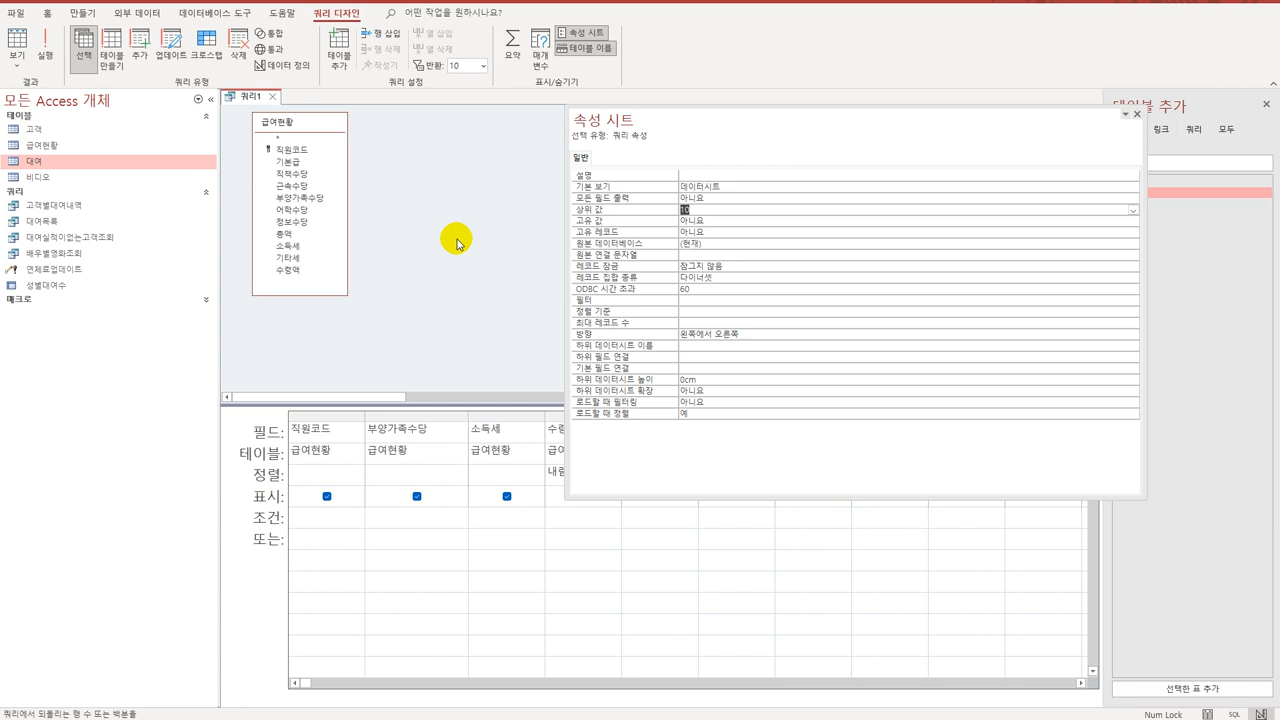 파일 홈 만들기 외부 데이터 데이터베이스 도구 도움말 쿼리 디자인 어떤 작업을 원하시나요?
보기
실행
선택
테이블 만들기
추가
업데이트
크로스탭
삭제
통합
통과
데이터 정의
테이블 추가
행 삽입
행 삭제
작성기
열 삽입
열 삭제
반환: 10
요약
매개 변수
속성 시트
테이블 이름
결과
쿼리 유형
쿼리 설정
표시/숨기기
모든 Access 개체
«
테이블
고객
급여현황
대여
비디오
쿼리
고객별대여내역
대여목록
대여실적이없는고객조회
배우별영화조회
연체료업데이트
성별대여수
매크로
쿼리1
급여현황
*
직원코드
기본급
직책수당
근속수당
부양가족수당
어학수당
정보수당
총액
소득세
기타세
수령액
속성 시트
선택 유형: 쿼리 속성
일반
설명
기본 보기 데이터시트
모든 필드 출력 아니요
상위 값 10
고유 값 아니요
고유 레코드 아니요
원본 데이터베이스 (현재)
원본 연결 문자열
레코드 잠금 잠그지 않음
레코드 집합 종류 다이너셋
ODBC 시간 초과 60
필터
정렬 기준
최대 레코드 수
방향 왼쪽에서 오른쪽
하위 데이터시트 이름
하위 필드 연결
기본 필드 연결
하위 데이터시트 높이 0cm
하위 데이터시트 확장 아니요
로드할 때 필터링 아니요
로드할 때 정렬 예
테이블 추가
링크 쿼리 모두
선택한 표 추가
필드: 직원코드 부양가족수당 소득세 수령
테이블: 급여현황 급여현황 급여현황 급여
정렬: 내림
표시:
조건:
또는:
쿼리에서 되돌리는 행 수 또는 백분율
Num Lock SQL